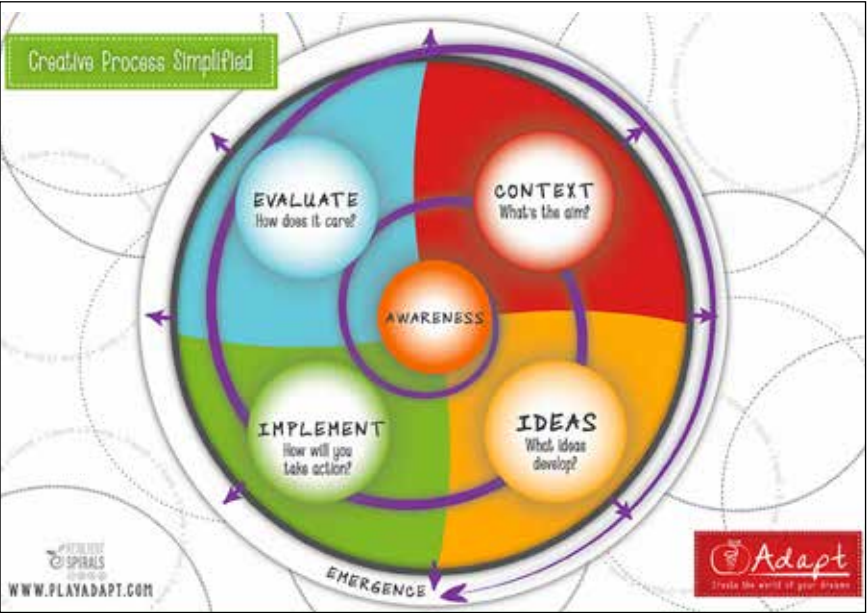 Creative Process Simplified
EVALUATE
How does it care?
CONTEXT
What's the aim?
AWARENESS
IMPLEMENT
How will you
take action?
IDEAS
What ideas
develop?
EMERGENCE
RESILIENT
SPIRALS
WWW.PLAYADAPT.COM
Adapt
Create the world of your dreams